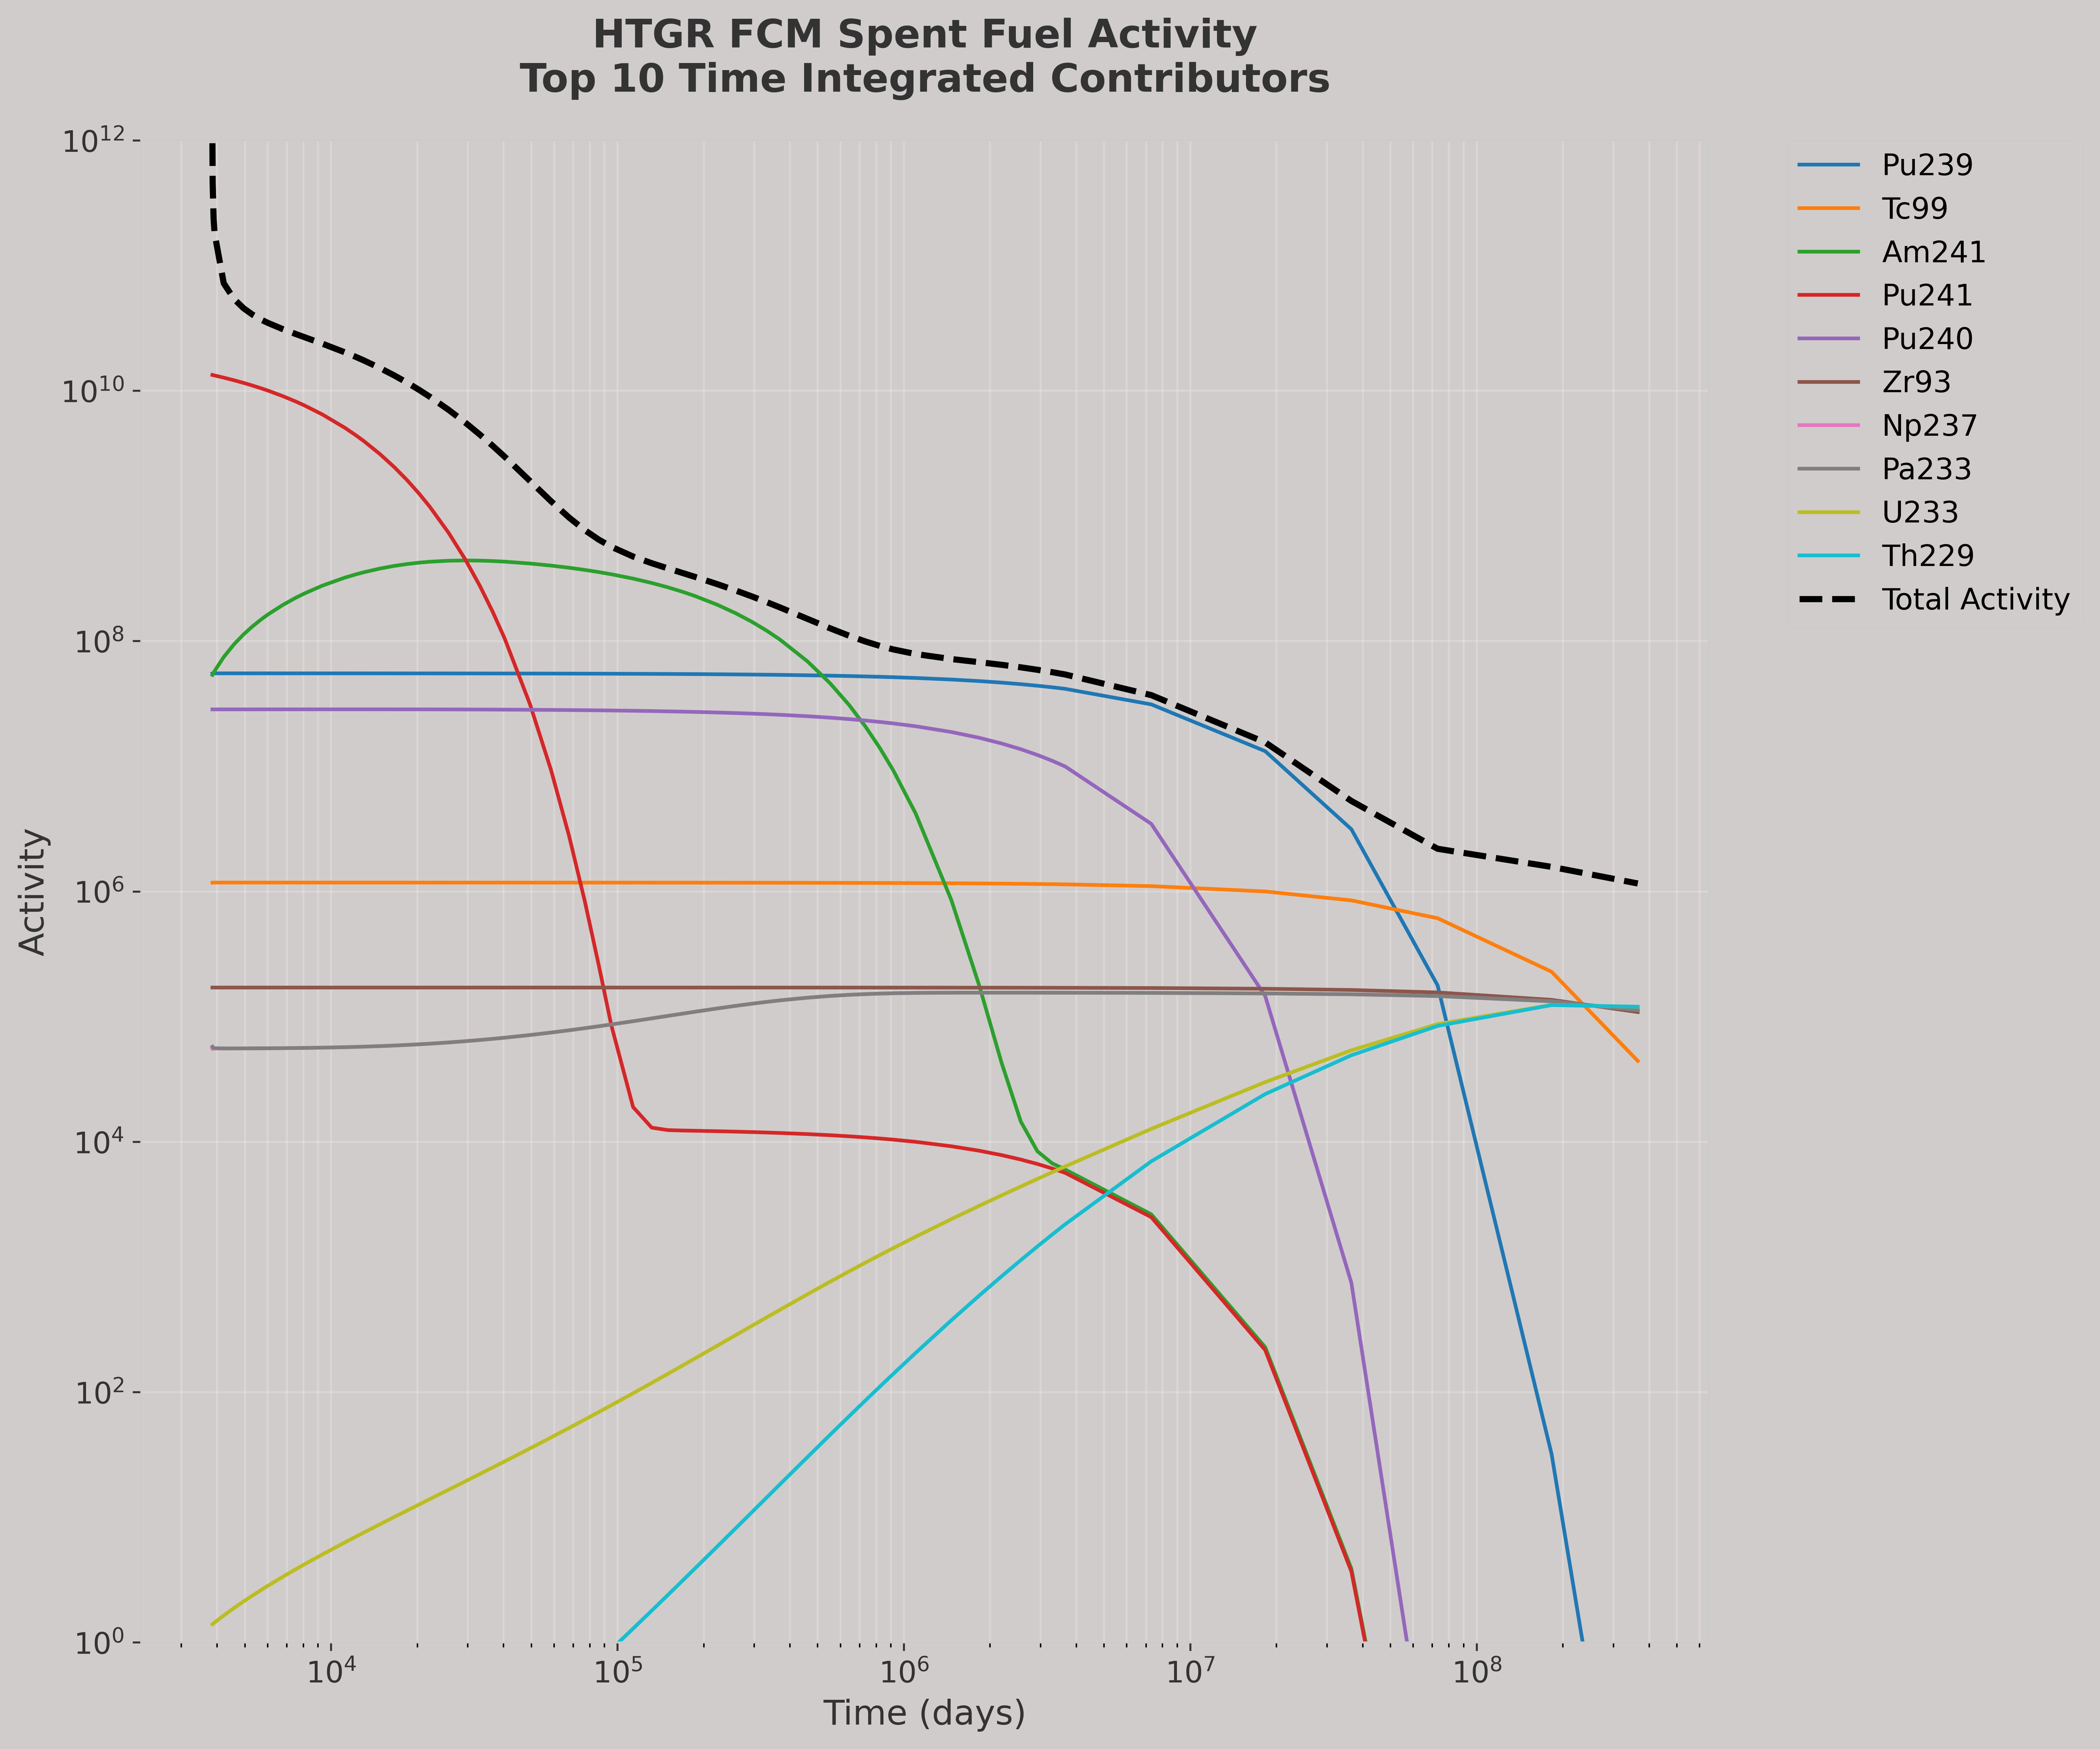 HTGR FCM Spent Fuel Activity
Top 10 Time Integrated Contributors
Activity
10^12
10^10
10^8
10^6
10^4
10^2
10^0
10^4
10^5
10^6
10^7
10^8
Time (days)
Pu239
Tc99
Am241
Pu241
Pu240
Zr93
Np237
Pa233
U233
Th229
Total Activity